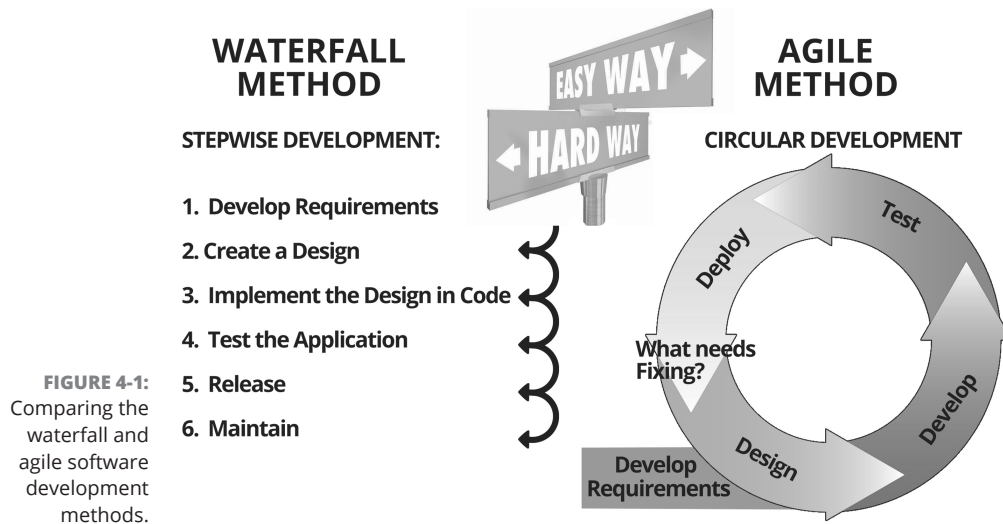 WATERFALL
METHOD
STEPWISE DEVELOPMENT:
1. Develop Requirements
2. Create a Design
3. Implement the Design in Code
4. Test the Application
5. Release
6. Maintain
EASY WAY
HARD WAY
AGILE
METHOD
CIRCULAR DEVELOPMENT
Test
Deploy
What needs
Fixing?
Develop
Design
Develop
Requirements
FIGURE 4-1:
Comparing the
waterfall and
agile software
development
methods.